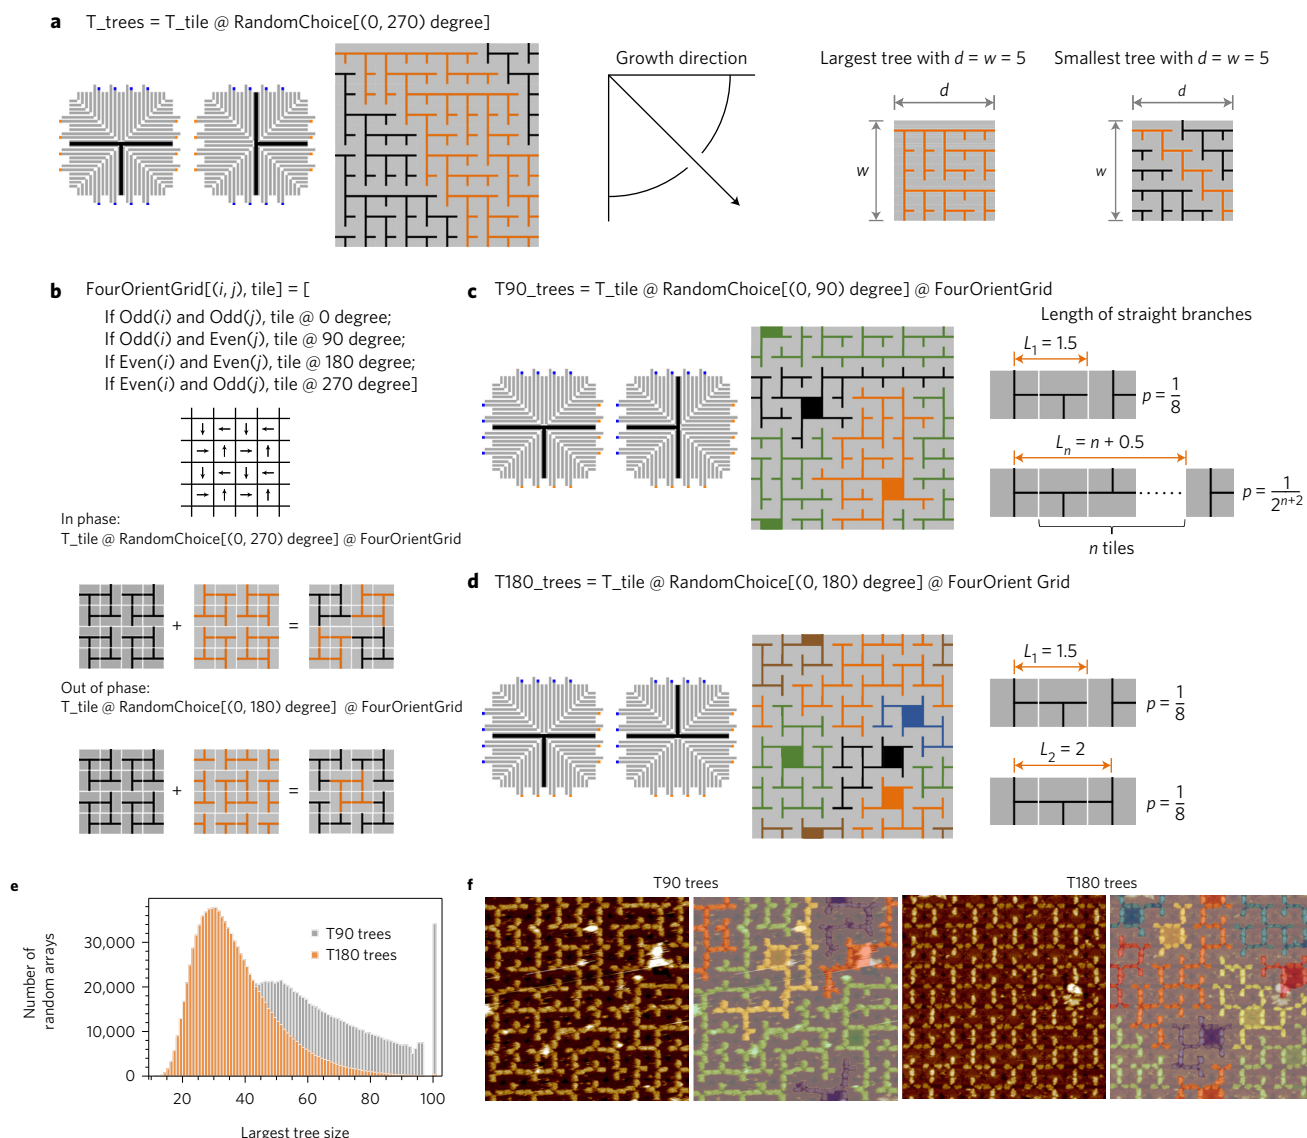 a T_trees = T_tile @ RandomChoice[(0, 270) degree]
Growth direction
Largest tree with d = w = 5
d
w
Smallest tree with d = w = 5
d
w
b FourOrientGrid[(i, j), tile] = [
If Odd(i) and Odd(j), tile @ 0 degree;
If Odd(i) and Even(j), tile @ 90 degree;
If Even(i) and Even(j), tile @ 180 degree;
If Even(i) and Odd(j), tile @ 270 degree]
In phase:
T_tile @ RandomChoice[(0, 270) degree] @ FourOrientGrid
+ =
Out of phase:
T_tile @ RandomChoice[(0, 180) degree] @ FourOrientGrid
+ =
c T90_trees = T_tile @ RandomChoice[(0, 90) degree] @ FourOrientGrid
Length of straight branches
L1 = 1.5
p = 1/8
Ln = n + 0.5
......
p = 1/2^(n+2)
n tiles
d T180_trees = T_tile @ RandomChoice[(0, 180) degree] @ FourOrient Grid
L1 = 1.5
p = 1/8
L2 = 2
p = 1/8
e
Number of
random arrays
30,000
20,000
10,000
0
T90 trees
T180 trees
20 40 60 80 100
Largest tree size
f
T90 trees
T180 trees